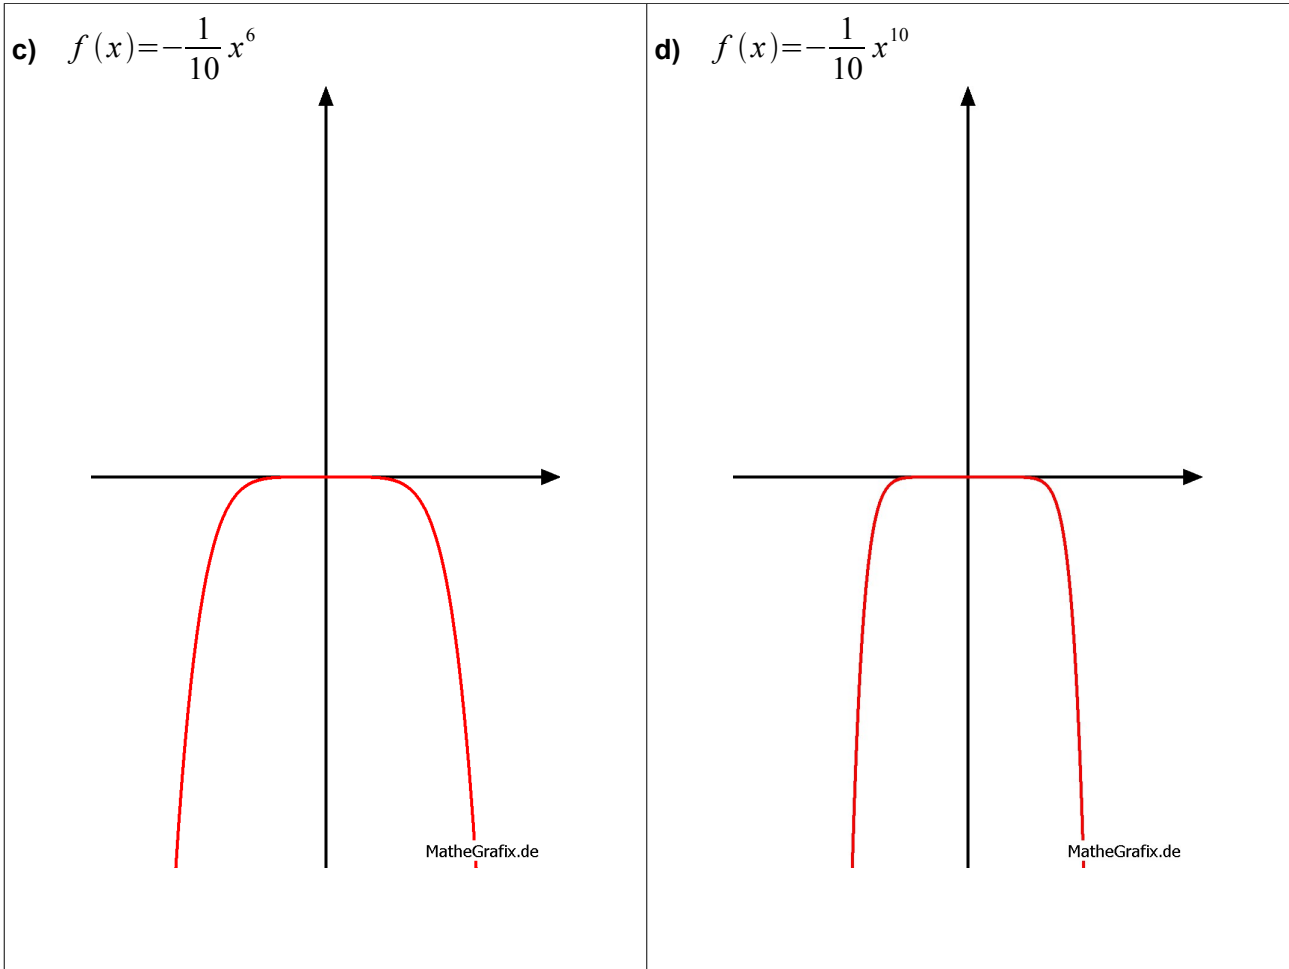 c) f(x)=−1/10 x^6
d) f(x)=−1/10 x^10
MatheGrafix.de
MatheGrafix.de